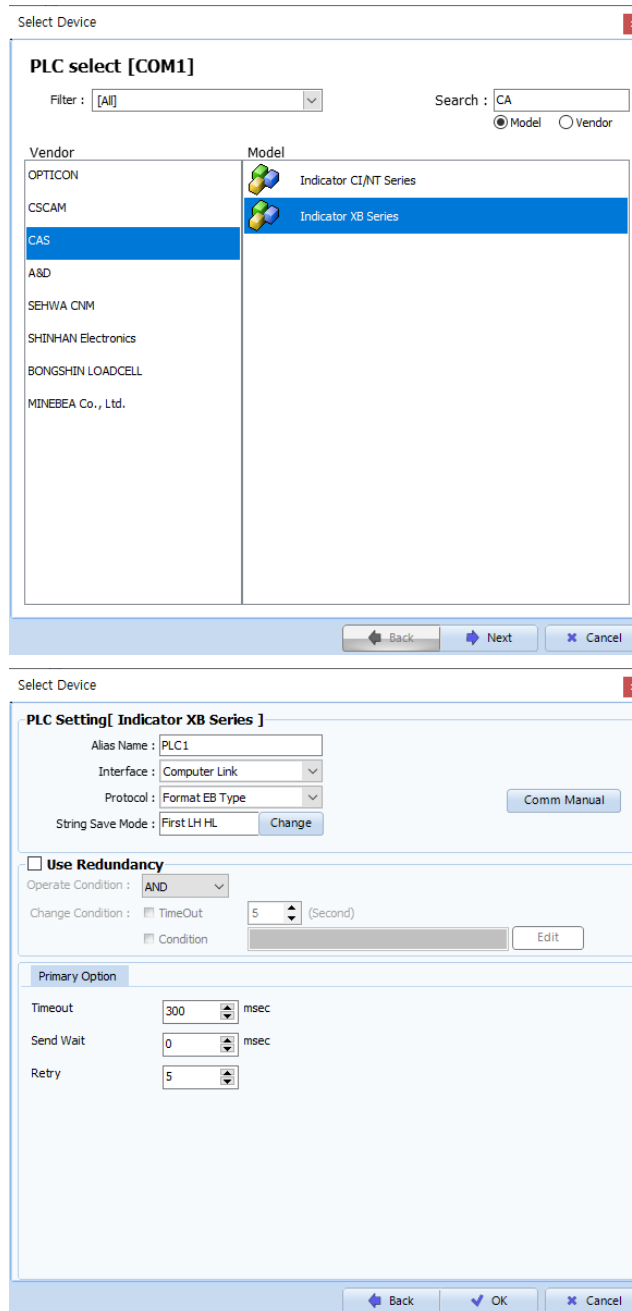 Select Device
PLC select [COM1]
Filter : [All] Search : CA
Model Vendor
Vendor Model
OPTICON
CSCAM
CAS
A&D
SEHWA CNM
SHINHAN Electronics
BONGSHIN LOADCELL
MINEBEA Co., Ltd.
Indicator CI/NT Series
Indicator XB Series
Back Next Cancel
Select Device
PLC Setting[ Indicator XB Series ]
Alias Name : PLC1
Interface : Computer Link
Protocol : Format EB Type Comm Manual
String Save Mode : First LH HL Change
Use Redundancy
Operate Condition : AND
Change Condition : TimeOut 5 (Second)
Condition Edit
Primary Option
Timeout 300 msec
Send Wait 0 msec
Retry 5
Back OK Cancel